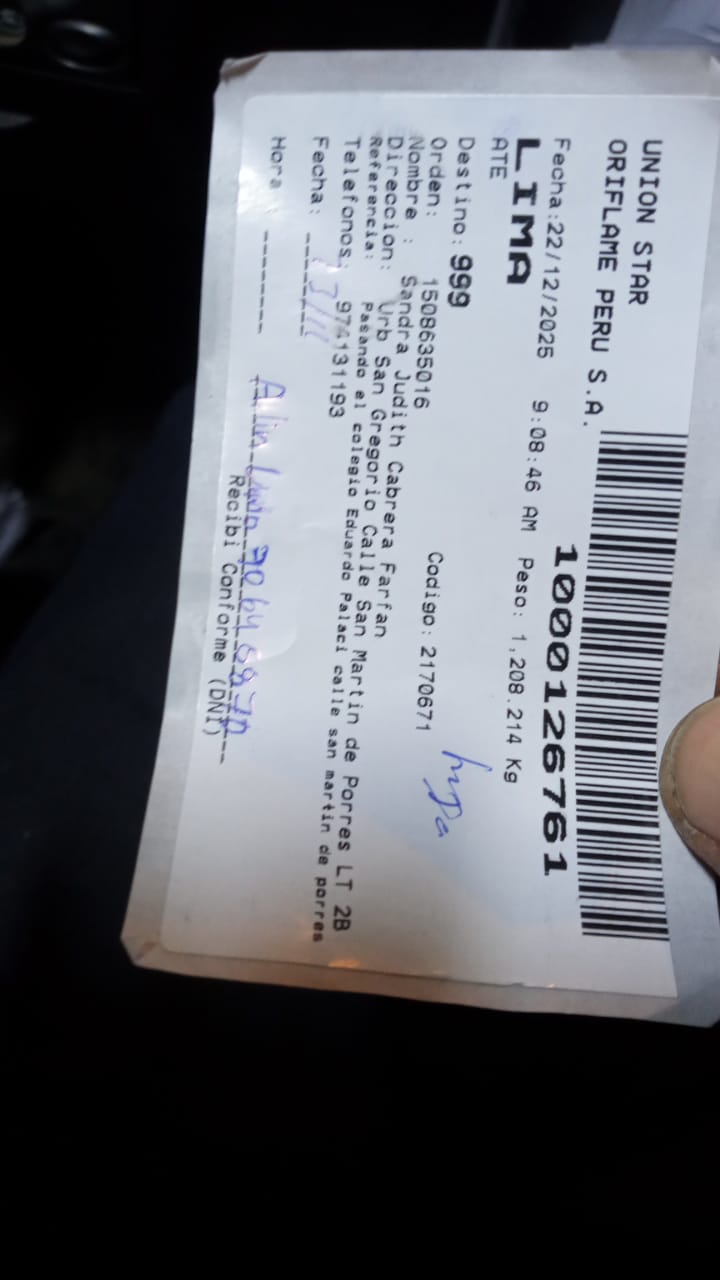 UNION STAR
ORIFLAME PERU S.A.
100012676​1
Fecha:22/12/2025 9:08:46 AM Peso: 1,208.214 Kg
LIMA
ATE
Destino: 999
Orden: 1508635016 Codigo: 2170671
Nombre : Sandra Judith Cabrera Farfan
Direccion: Urb San Gregorio Calle San Martin de Porres LT 2B
Referencia: Pasando el colegio Eduardo Palaci calle san martin de porres
Telefonos: 974131193
Fecha: --------
Hora : --------
Recibi Conforme (DNI)